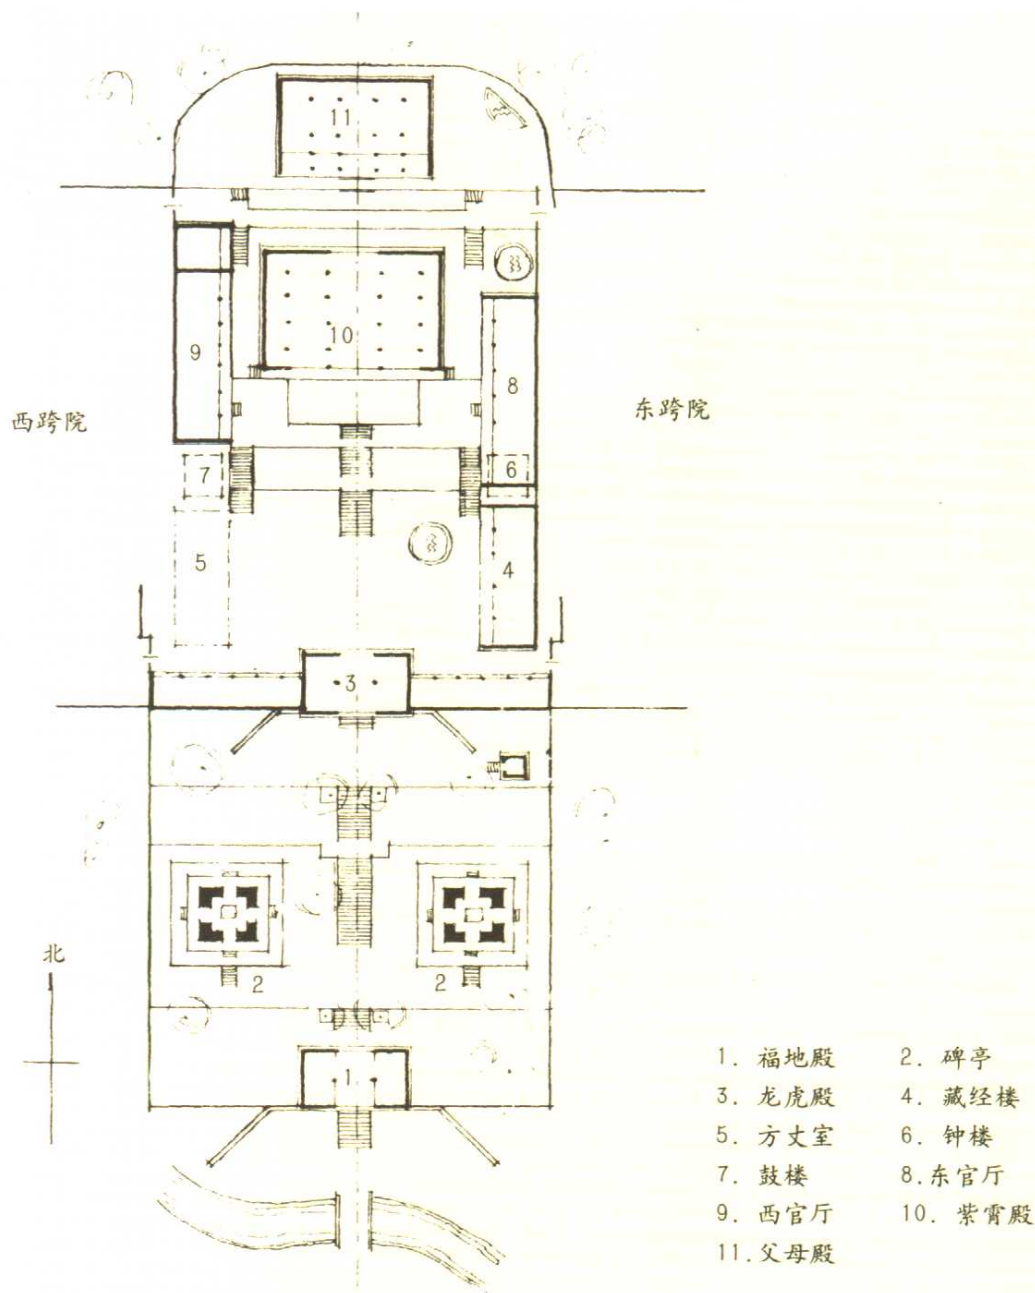 11
10
9
8
西跨院
东跨院
7
6
5
4
3
北
2
2
1
1. 福地殿 2. 碑亭
3. 龙虎殿 4. 藏经楼
5. 方丈室 6. 钟楼
7. 鼓楼 8.东官厅
9. 西官厅 10. 紫霄殿
11.父母殿